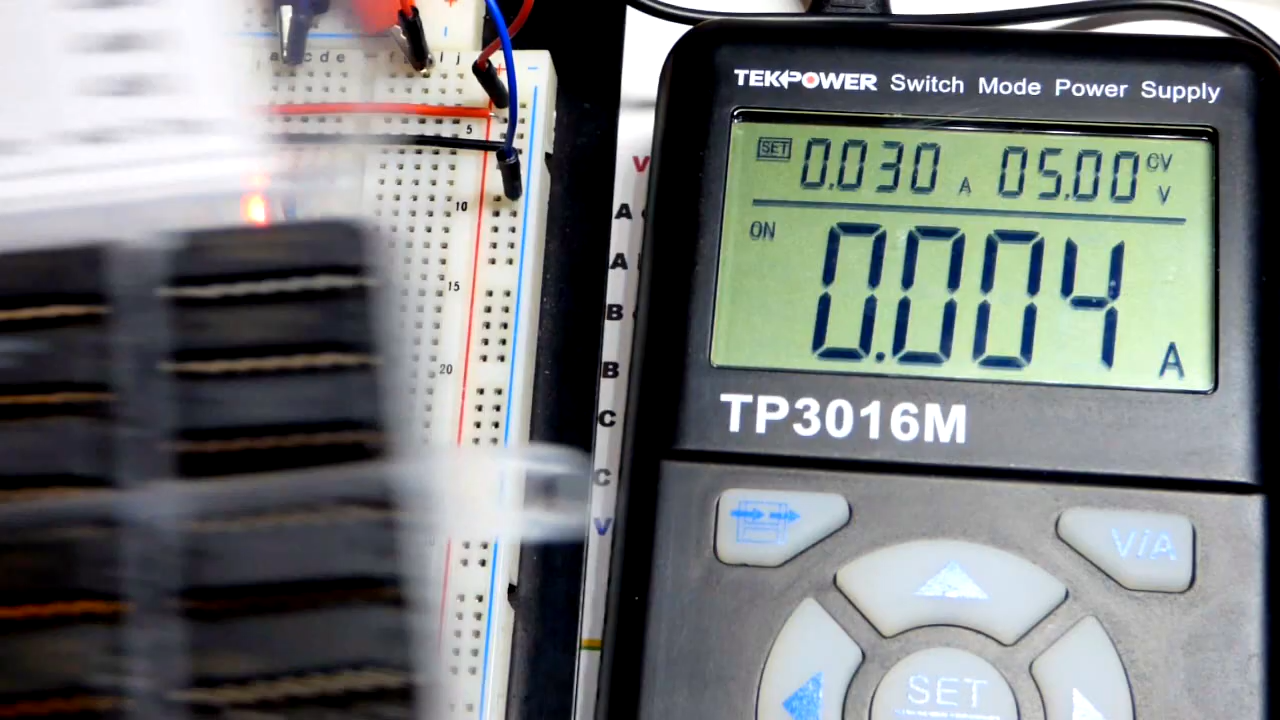 TEKPOWER Switch Mode Power Supply
SET 0.030 A 05.00 CV V
ON 0.004 A
TP3016M
V/A
SET
a c d e f j
+ -
5
10
15
20
V
A
A
B
B
C
C
V